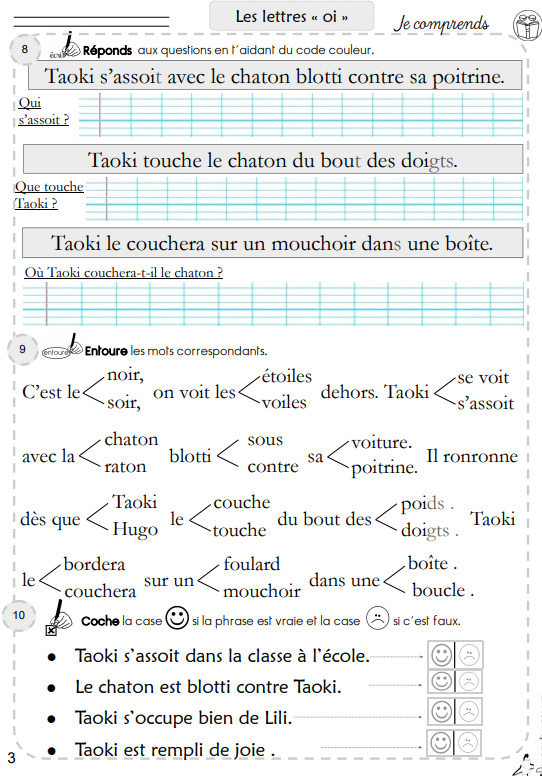 Les lettres « oi »
Je comprends
8
écris
Réponds aux questions en t'aidant du code couleur.
Taoki s'assoit avec le chaton blotti contre sa poitrine.
Qui
s'assoit ?
Taoki touche le chaton du bout des doigts.
Que touche
Taoki ?
Taoki le couchera sur un mouchoir dans une boîte.
Où Taoki couchera-t-il le chaton ?
9
entoure
Entoure les mots correspondants.
C'est le noir, on voit les étoiles dehors. Taoki se voit
soir, voiles s'assoit
avec la chaton blotti sous sa voiture. Il ronronne
raton contre poitrine.
dès que Taoki le couche du bout des poids . Taoki
Hugo touche doigts .
le bordera sur un foulard dans une boîte .
couchera mouchoir boucle .
10
Coche la case si la phrase est vraie et la case si c'est faux.
• Taoki s'assoit dans la classe à l'école.
• Le chaton est blotti contre Taoki.
• Taoki s'occupe bien de Lili.
• Taoki est rempli de joie .
3